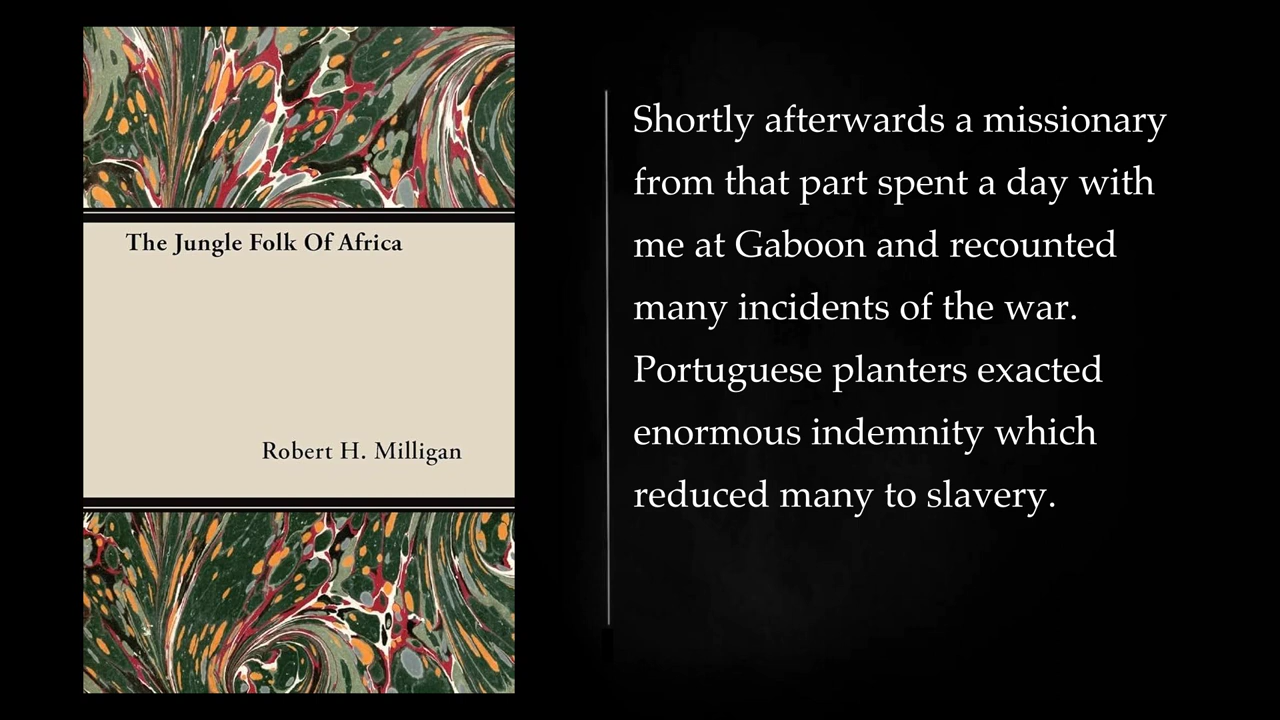 The Jungle Folk Of Africa
Robert H. Milligan
Shortly afterwards a missionary
from that part spent a day with
me at Gaboon and recounted
many incidents of the war.
Portuguese planters exacted
enormous indemnity which
reduced many to slavery.